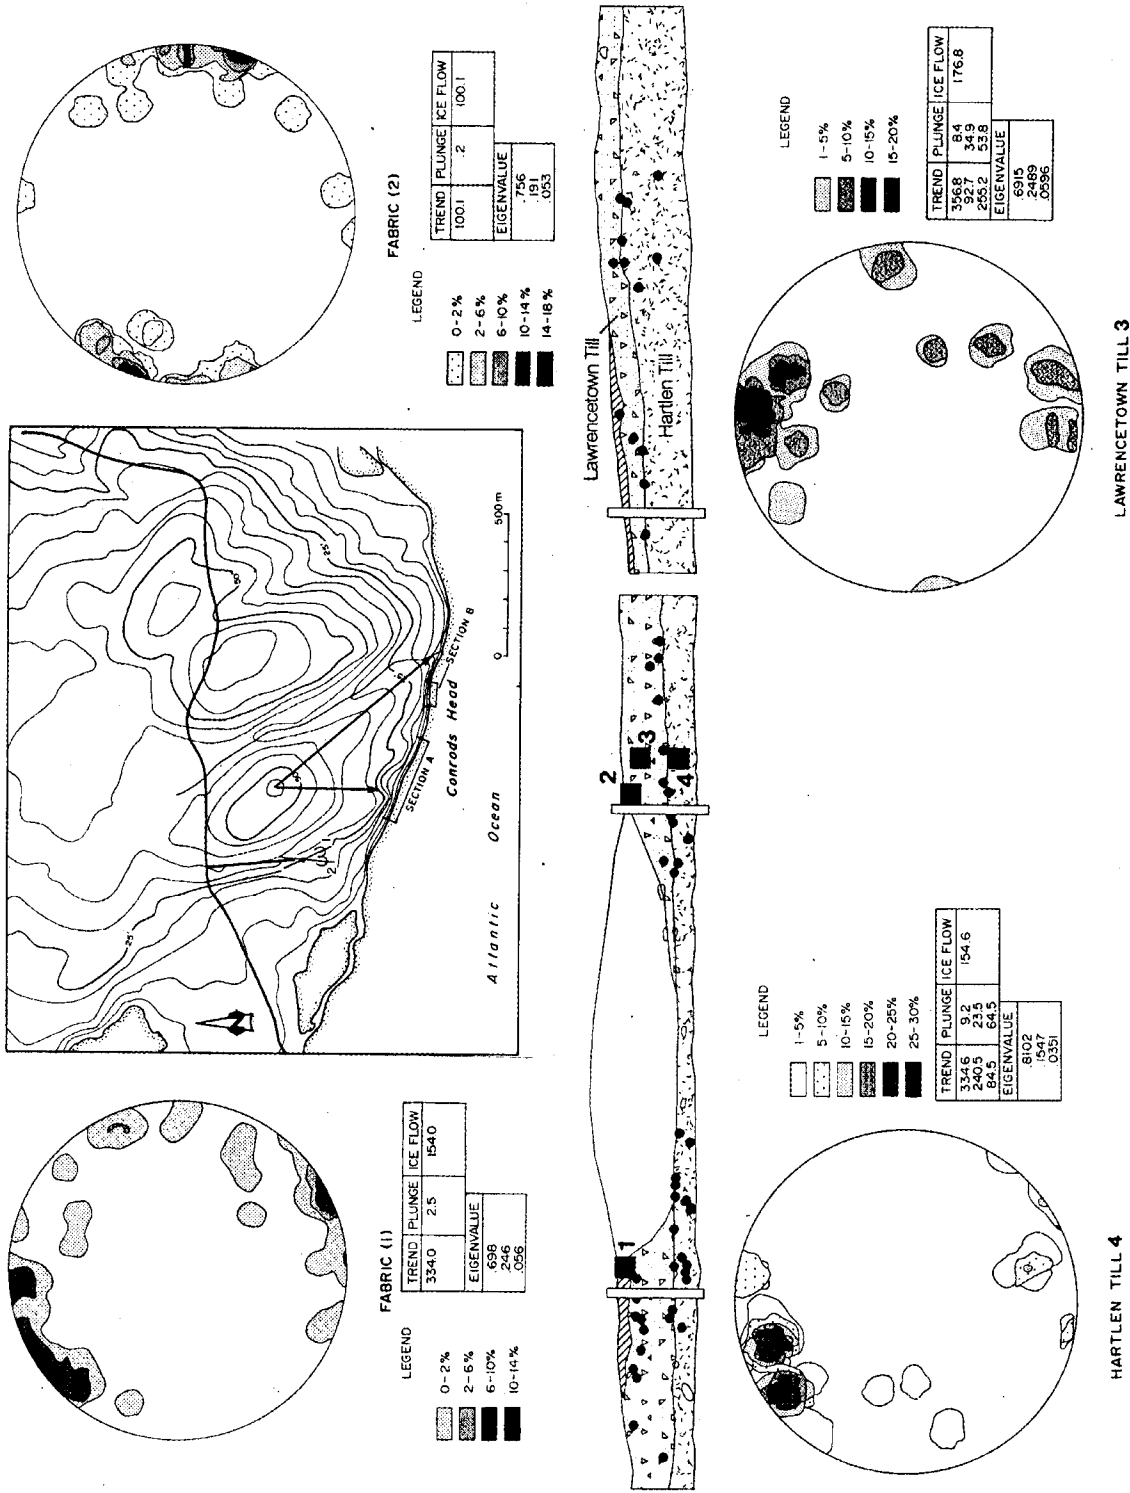 FABRIC (1)
TREND PLUNGE ICE FLOW
334.0 2.5 154.0
EIGENVALUE
.698
.246
.056
LEGEND
0-2%
2-6%
6-10%
10-14%
N
25'
50'
25'
2
1
SECTION A
SECTION B
Conrads Head
Atlantic Ocean
0 500m
FABRIC (2)
TREND PLUNGE ICE FLOW
100.1 .2 100.1
EIGENVALUE
.756
.191
.053
LEGEND
0-2%
2-6%
6-10%
10-14%
14-18%
1
2
3
4
Lawrencetown Till
Hartlen Till
LEGEND
1-5%
5-10%
10-15%
15-20%
20-25%
25-30%
TREND PLUNGE ICE FLOW
334.6 9.2 154.6
240.5 23.5
84.5 64.5
EIGENVALUE
.8102
.1547
.0351
HARTLEN TILL 4
LEGEND
1-5%
5-10%
10-15%
15-20%
TREND PLUNGE ICE FLOW
356.8 8.4 176.8
92.7 34.9
255.2 53.8
EIGENVALUE
.6915
.2489
.0596
LAWRENCETOWN TILL 3